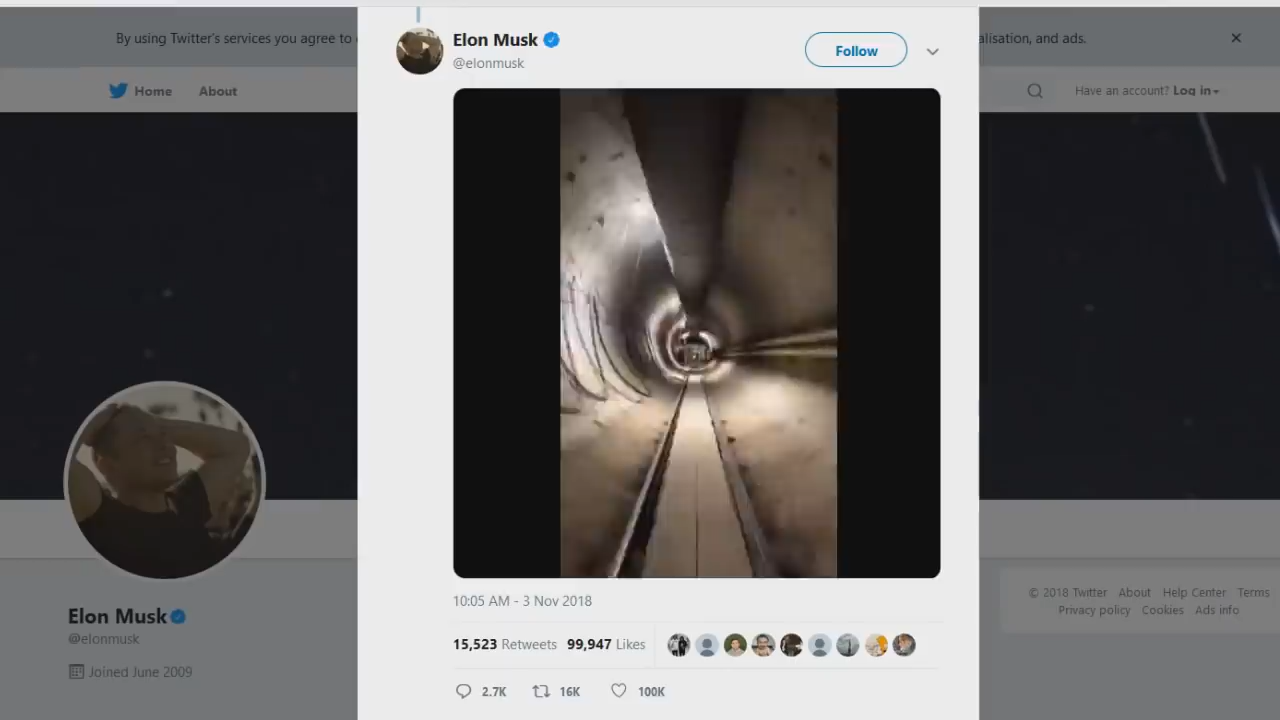 By using Twitter's services you agree to
alisation, and ads.
Home About
Have an account? Log in
Elon Musk
@elonmusk
Follow
10:05 AM - 3 Nov 2018
15,523 Retweets 99,947 Likes
2.7K 16K 100K
Elon Musk
@elonmusk
Joined June 2009
© 2018 Twitter About Help Center Terms
Privacy policy Cookies Ads info